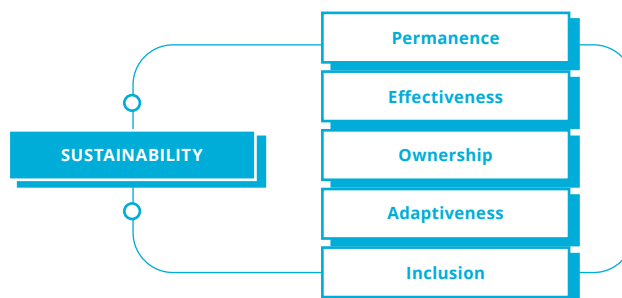 Permanence
Effectiveness
SUSTAINABILITY
Ownership
Adaptiveness
Inclusion